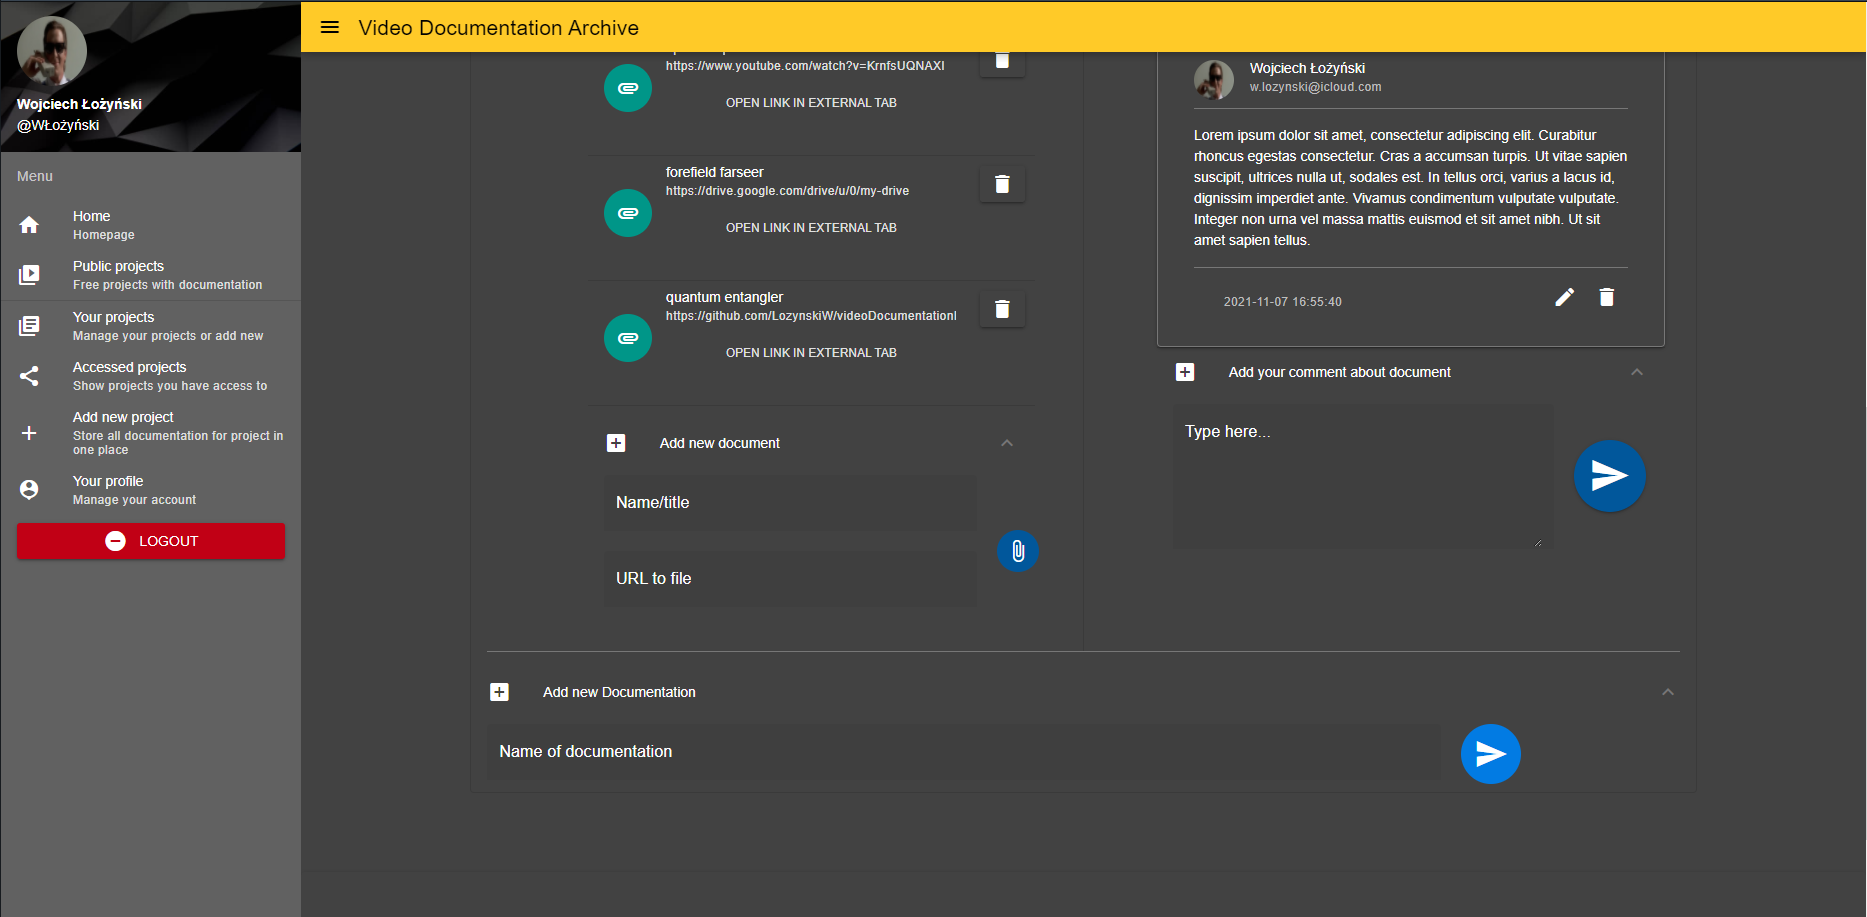 Wojciech Łożyński
@WŁożyński
Menu
Home
Homepage
Public projects
Free projects with documentation
Your projects
Manage your projects or add new
Accessed projects
Show projects you have access to
Add new project
Store all documentation for project in
one place
Your profile
Manage your account
LOGOUT
Video Documentation Archive
https://www.youtube.com/watch?v=KrnfsUQNAXI
OPEN LINK IN EXTERNAL TAB
forefield farseer
https://drive.google.com/drive/u/0/my-drive
OPEN LINK IN EXTERNAL TAB
quantum entangler
https://github.com/LozynskiW/videoDocumentationl
OPEN LINK IN EXTERNAL TAB
Add new document
Name/title
URL to file
Wojciech Łożyński
w.lozynski@icloud.com
Lorem ipsum dolor sit amet, consectetur adipiscing elit. Curabitur
rhoncus egestas consectetur. Cras a accumsan turpis. Ut vitae sapien
suscipit, ultrices nulla ut, sodales est. In tellus orci, varius a lacus id,
dignissim imperdiet ante. Vivamus condimentum vulputate vulputate.
Integer non urna vel massa mattis euismod et sit amet nibh. Ut sit
amet sapien tellus.
2021-11-07 16:55:40
Add your comment about document
Type here...
Add new Documentation
Name of documentation